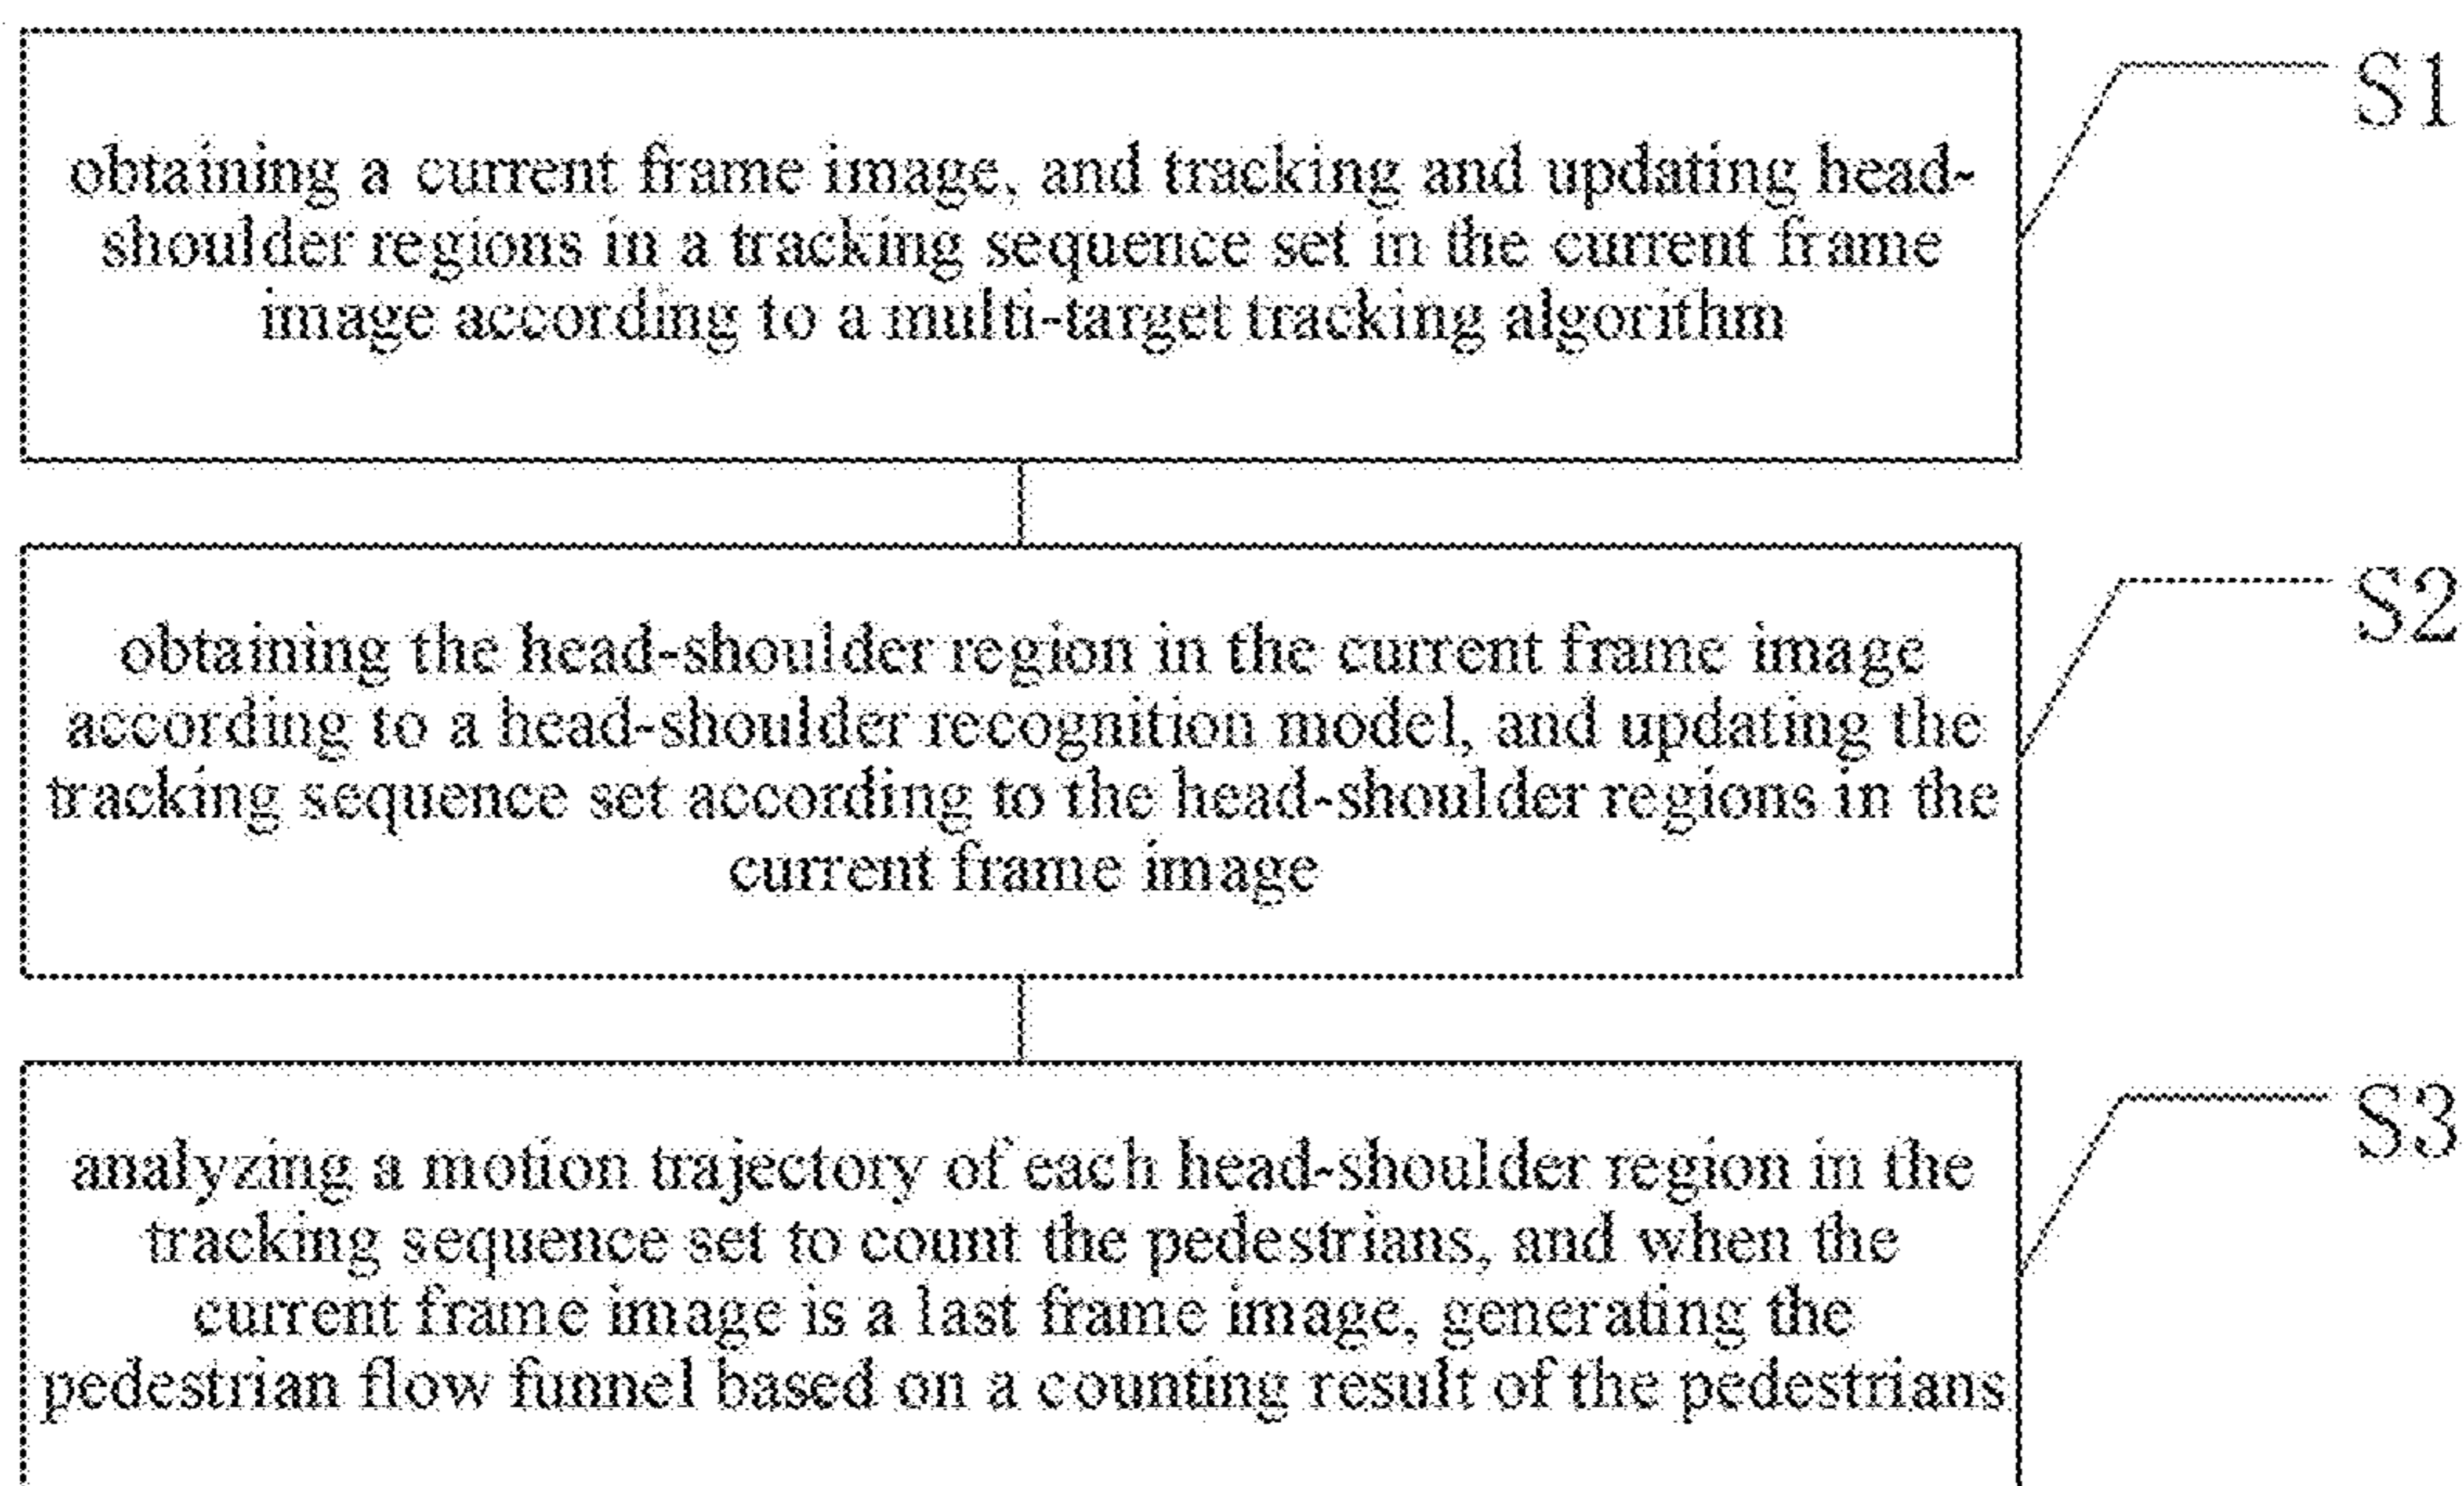 S1
obtaining a current frame image, and tracking and updating head-
shoulder regions in a tracking sequence set in the current frame
image according to a multi-target tracking algorithm
S2
obtaining the head-shoulder region in the current frame image
according to a head-shoulder recognition model, and updating the
tracking sequence set according to the head-shoulder regions in the
current frame image
S3
analyzing a motion trajectory of each head-shoulder region in the
tracking sequence set to count the pedestrians, and when the
current frame image is a last frame image, generating the
pedestrian flow funnel based on a counting result of the pedestrians